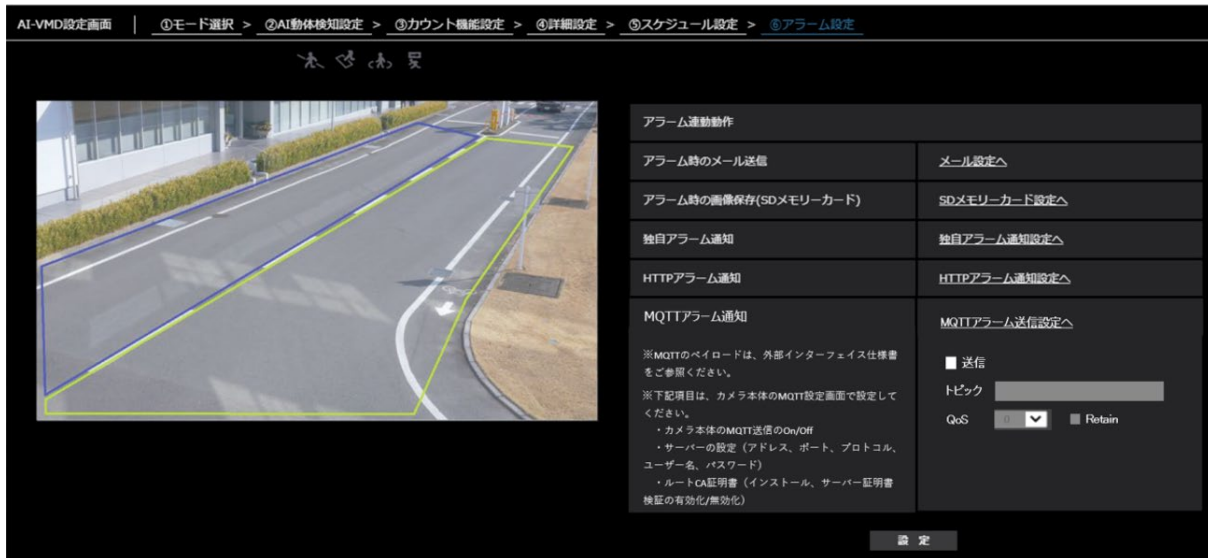 AI-VMD設定画面 | ①モード選択 > ②AI動体検知設定 > ③カウント機能設定 > ④詳細設定 > ⑤スケジュール設定 > ⑥アラーム設定
アラーム連動動作
アラーム時のメール送信 メール設定へ
アラーム時の画像保存(SDメモリーカード) SDメモリーカード設定へ
独自アラーム通知 独自アラーム通知設定へ
HTTPアラーム通知 HTTPアラーム通知設定へ
MQTTアラーム通知
※MQTTのペイロードは、外部インターフェイス仕様書
をご参照ください。
※下記項目は、カメラ本体のMQTT設定画面で設定して
ください。
・カメラ本体のMQTT送信のOn/Off
・サーバーの設定（アドレス、ポート、プロトコル、
ユーザー名、パスワード）
・ルートCA証明書（インストール、サーバー証明書
検証の有効化/無効化）
MQTTアラーム送信設定へ
送信
トピック
QoS 0 Retain
設 定